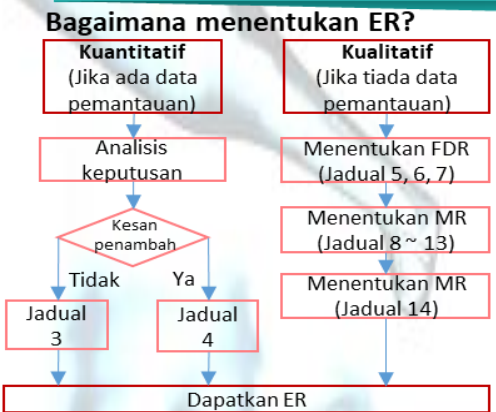 Bagaimana menentukan ER?
Kuantitatif
(Jika ada data
pemantauan)
Analisis
keputusan
Kesan
penambah
Tidak
Ya
Jadual
3
Jadual
4
Kualitatif
(Jika tiada data
pemantauan)
Menentukan FDR
(Jadual 5, 6, 7)
Menentukan MR
(Jadual 8 ~ 13)
Menentukan MR
(Jadual 14)
Dapatkan ER